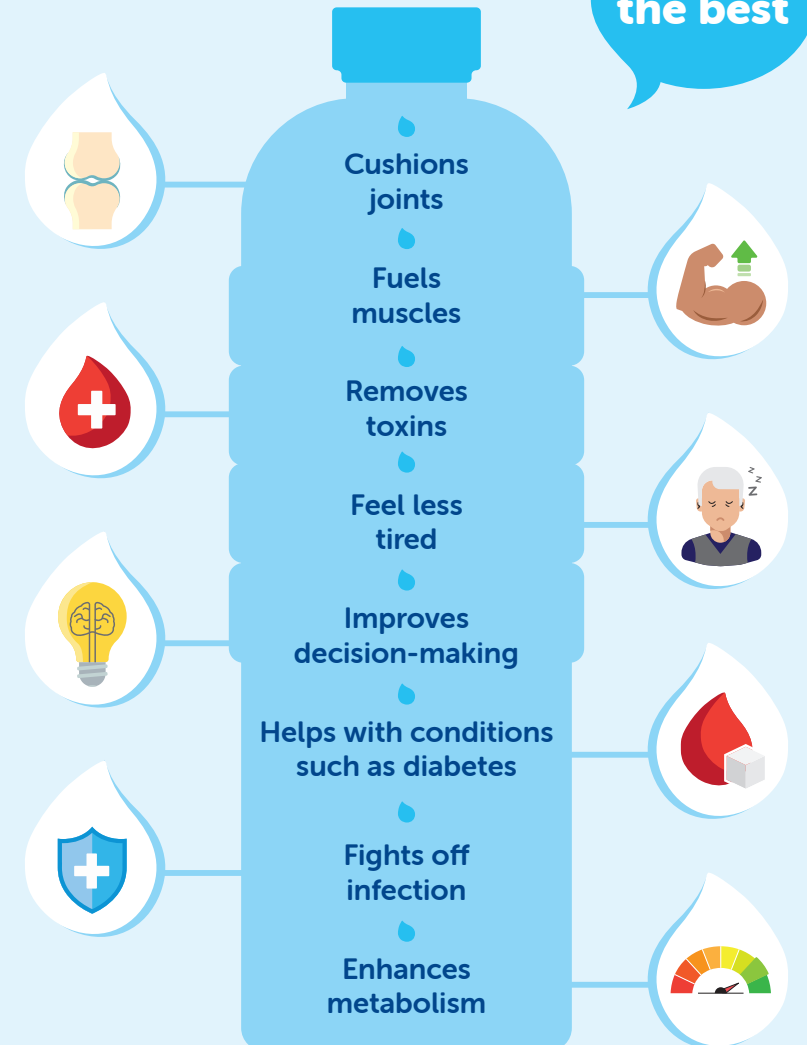 the best
Cushions
joints
Fuels
muscles
Removes
toxins
Feel less
tired
z
z
z
Improves
decision-making
Helps with conditions
such as diabetes
Fights off
infection
Enhances
metabolism